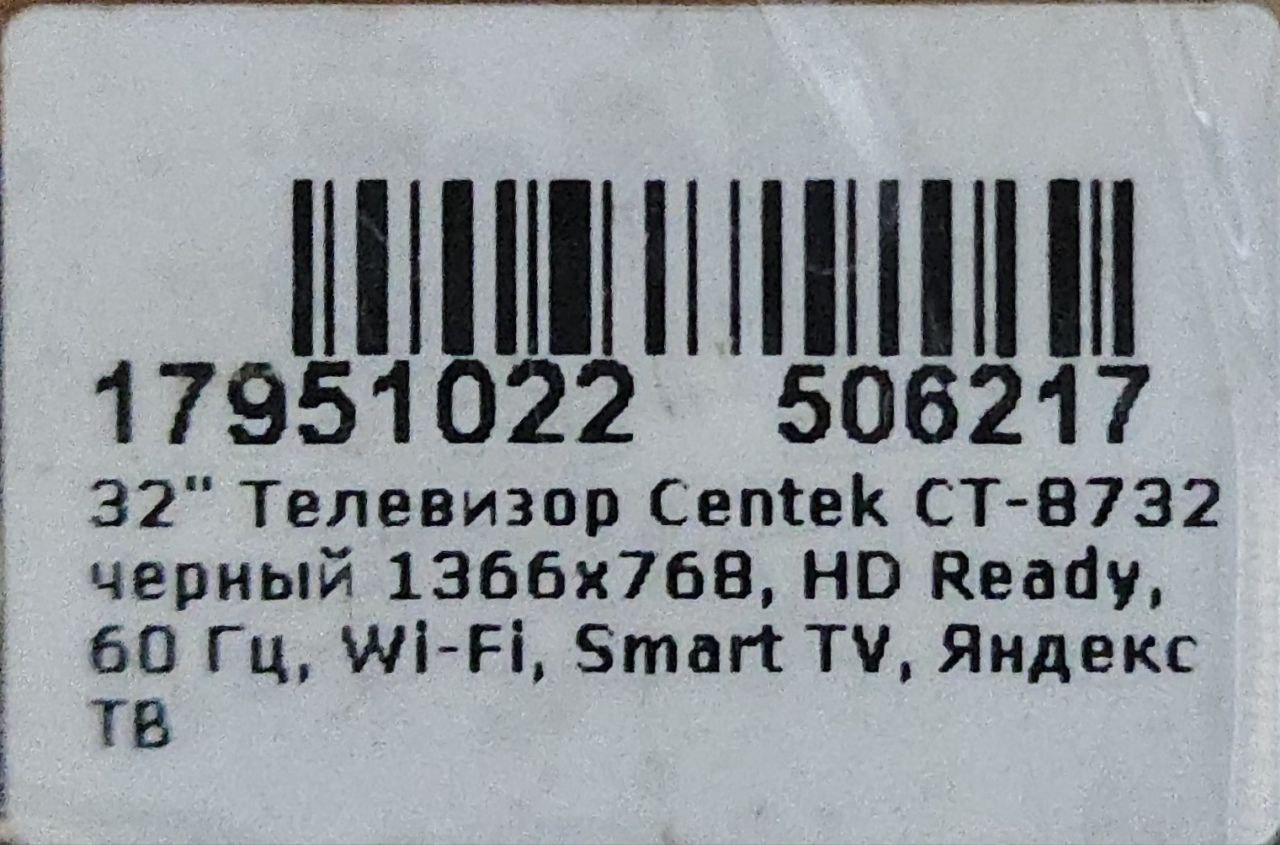 17951022 506217
32" Телевизор Centek CT-8732
черный 1366x768, HD Ready,
60 Гц, Wi-Fi, Smart TV, Яндекс
ТВ